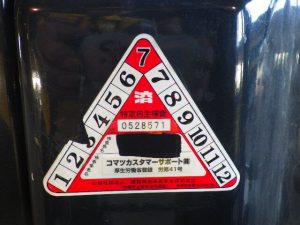 7
1 2 3 4 5 6
7 8 9 10 11 12
済
特定自主検査
0528571
コマツカスタマーサポート㈱
厚生労働省登録 労第41号